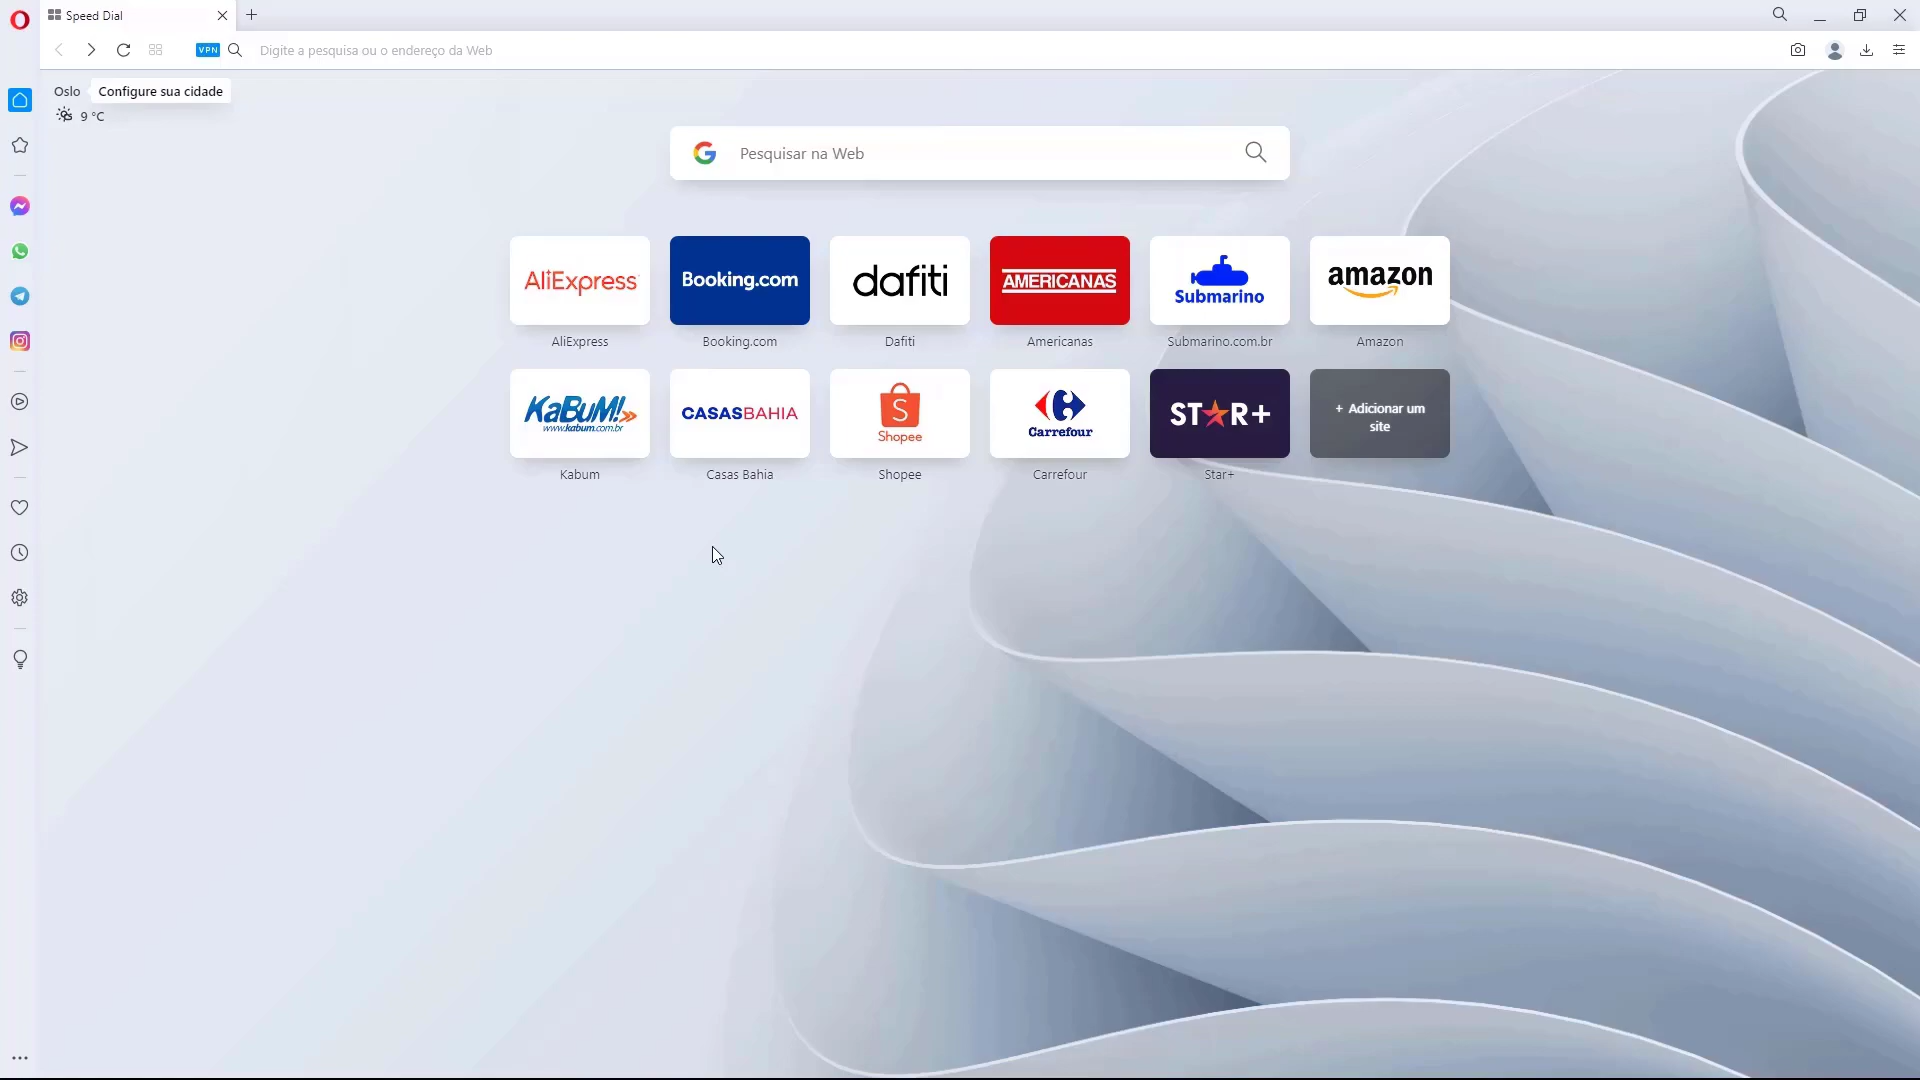 Speed Dial
VPN
Digite a pesquisa ou o endereço da Web
Oslo
Configure sua cidade
9 °C
Pesquisar na Web
AliExpress
Booking.com
dafiti
AMERICANAS
Submarino
amazon
AliExpress
Booking.com
Dafiti
Americanas
Submarino.com.br
Amazon
KaBuM!
www.kabum.com.br
CASASBAHIA
S
Shopee
Carrefour
ST★R+
+ Adicionar um
site
Kabum
Casas Bahia
Shopee
Carrefour
Star+